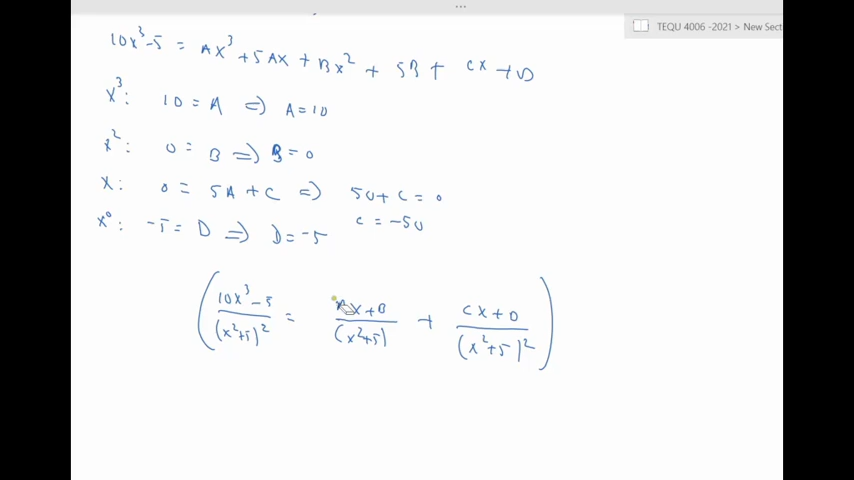 TEQU 4006 -2021 > New Sect
10x³-5 = Ax³ + 5Ax + Bx² + 5B + Cx + D
x³: 10 = A ⇒ A = 10
x²: 0 = B ⇒ B = 0
x: 0 = 5A + C ⇒ 50 + C = 0
C = -50
x⁰: -5 = D ⇒ D = -5
(10x³-5/(x²+5)² = Ax+B/(x²+5) + Cx+D/(x²+5)²)